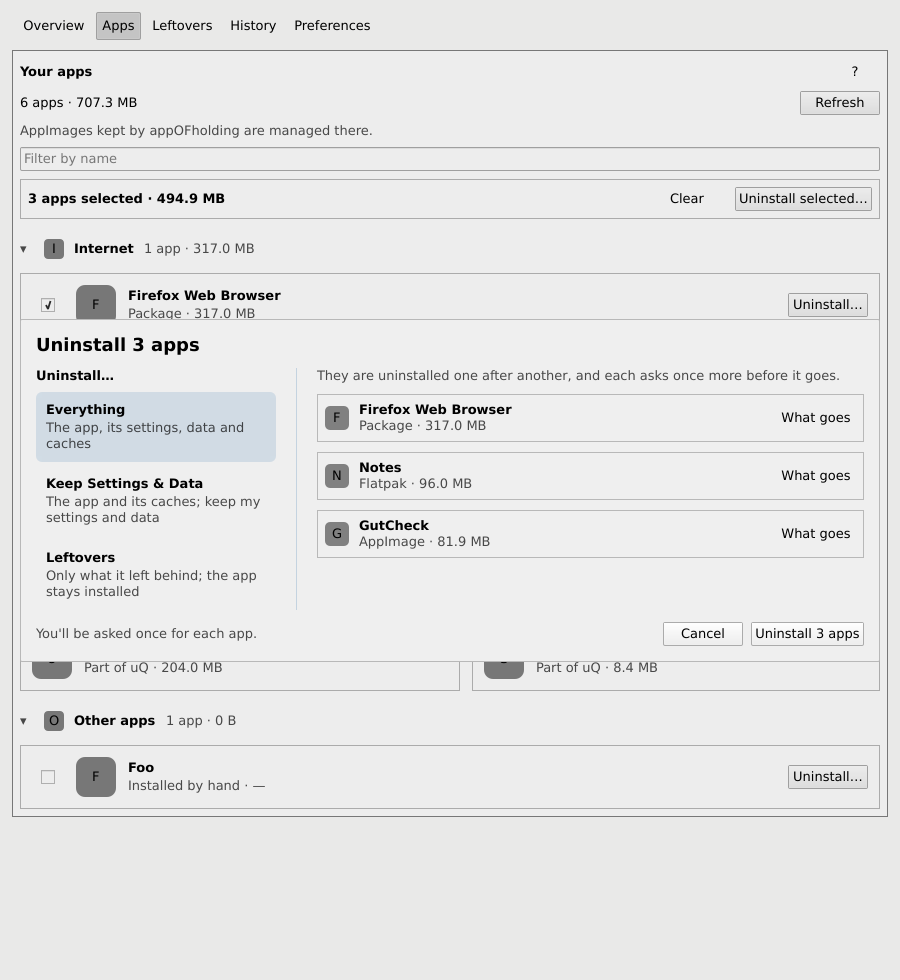 Overview Apps Leftovers History Preferences
Your apps ?
6 apps · 707.3 MB Refresh
AppImages kept by appOFholding are managed there.
Filter by name
3 apps selected · 494.9 MB Clear Uninstall selected...
▾ I Internet 1 app · 317.0 MB
F Firefox Web Browser Uninstall...
Package · 317.0 MB
Uninstall 3 apps
Uninstall...
Everything
The app, its settings, data and
caches
Keep Settings & Data
The app and its caches; keep my
settings and data
Leftovers
Only what it left behind; the app
stays installed
They are uninstalled one after another, and each asks once more before it goes.
F Firefox Web Browser What goes
Package · 317.0 MB
N Notes What goes
Flatpak · 96.0 MB
G GutCheck What goes
AppImage · 81.9 MB
You'll be asked once for each app. Cancel Uninstall 3 apps
Part of uQ · 204.0 MB Part of uQ · 8.4 MB
▾ O Other apps 1 app · 0 B
F Foo Uninstall...
Installed by hand · —